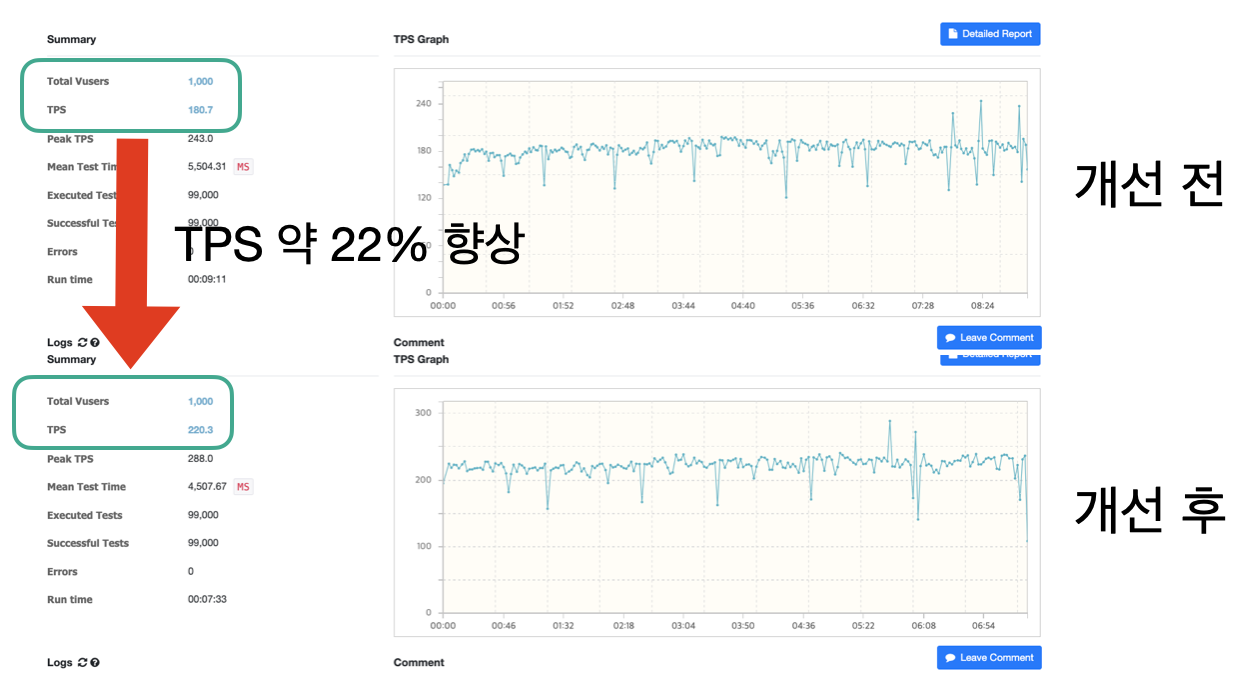 Summary
TPS Graph
Detailed Report
Total Vusers 1,000
TPS 180.7
Peak TPS 243.0
Mean Test Tim 5,504.31 MS
Executed Test 99,000
Successful Tes 99,000
Errors 0
Run time 00:09:11
240
180
120
60
0
00:00 00:56 01:52 02:48 03:44 04:40 05:36 06:32 07:28 08:24
개선 전
TPS 약 22% 향상
Logs
Comment
Leave Comment
Summary
TPS Graph
Detailed Report
Total Vusers 1,000
TPS 220.3
Peak TPS 288.0
Mean Test Time 4,507.67 MS
Executed Tests 99,000
Successful Tests 99,000
Errors 0
Run time 00:07:33
300
200
100
0
00:00 00:46 01:32 02:18 03:04 03:50 04:36 05:22 06:08 06:54
개선 후
Logs
Comment
Leave Comment